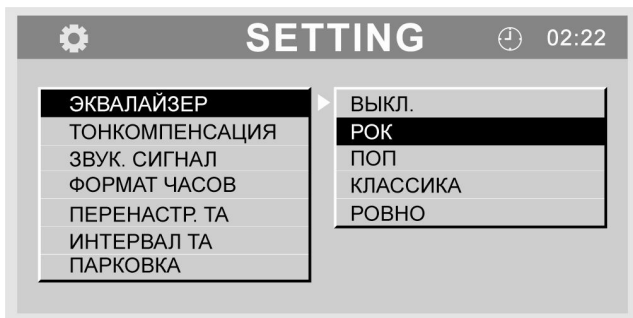 SETTING 02:22
ЭКВАЛАЙЗЕР
ТОНКОМПЕНСАЦИЯ
ЗВУК. СИГНАЛ
ФОРМАТ ЧАСОВ
ПЕРЕНАСТР. ТА
ИНТЕРВАЛ ТА
ПАРКОВКА
ВЫКЛ.
РОК
ПОП
КЛАССИКА
РОВНО